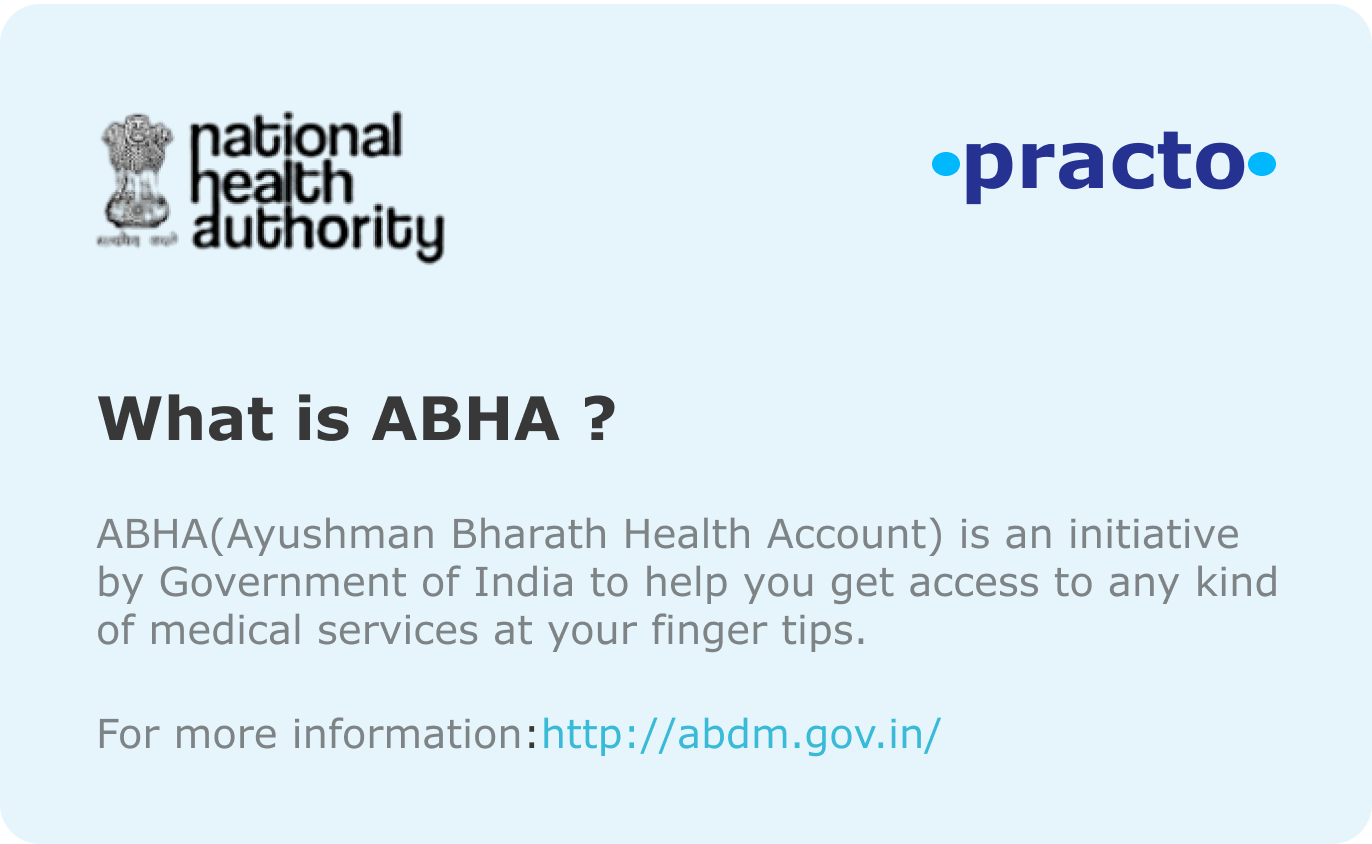 national
health
authority
•practo•
What is ABHA ?
ABHA(Ayushman Bharath Health Account) is an initiative
by Government of India to help you get access to any kind
of medical services at your finger tips.
For more information:http://abdm.gov.in/